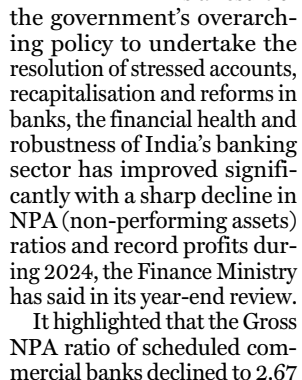 the government's overarch-
ing policy to undertake the
resolution of stressed accounts,
recapitalisation and reforms in
banks, the financial health and
robustness of India's banking
sector has improved signifi-
cantly with a sharp decline in
NPA (non-performing assets)
ratios and record profits dur-
ing 2024, the Finance Ministry
has said in its year-end review.
It highlighted that the Gross
NPA ratio of scheduled com-
mercial banks declined to 2.67